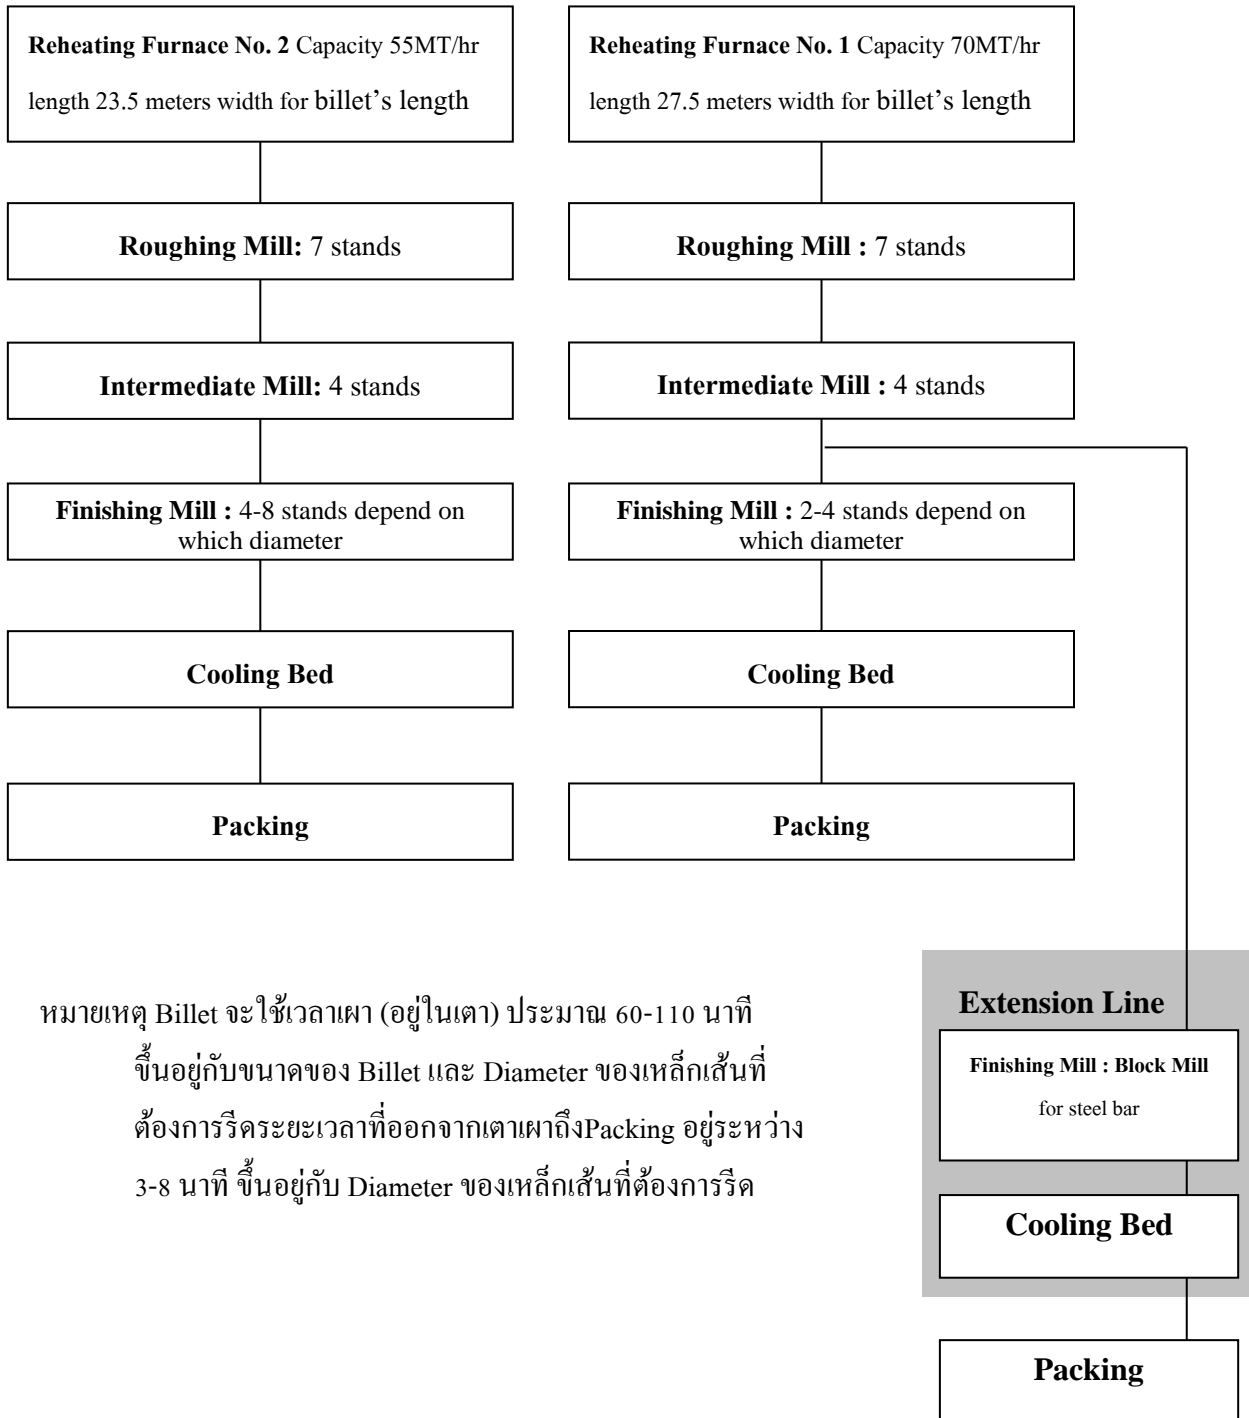 Reheating Furnace No. 2 Capacity 55MT/hr
length 23.5 meters width for billet’s length
Roughing Mill: 7 stands
Intermediate Mill: 4 stands
Finishing Mill : 4-8 stands depend on
which diameter
Cooling Bed
Packing
Reheating Furnace No. 1 Capacity 70MT/hr
length 27.5 meters width for billet’s length
Roughing Mill : 7 stands
Intermediate Mill : 4 stands
Finishing Mill : 2-4 stands depend on
which diameter
Cooling Bed
Packing
Extension Line
Finishing Mill : Block Mill
for steel bar
Cooling Bed
Packing
หมายเหตุ Billet จะใช้เวลาเผา (อยู่ในเตา) ประมาณ 60-110 นาที
ขึ้นอยู่กับขนาดของ Billet และ Diameter ของเหล็กเส้นที่
ต้องการรีดระยะเวลาที่ออกจากเตาเผาถึงPacking อยู่ระหว่าง
3-8 นาที ขึ้นอยู่กับ Diameter ของเหล็กเส้นที่ต้องการรีด